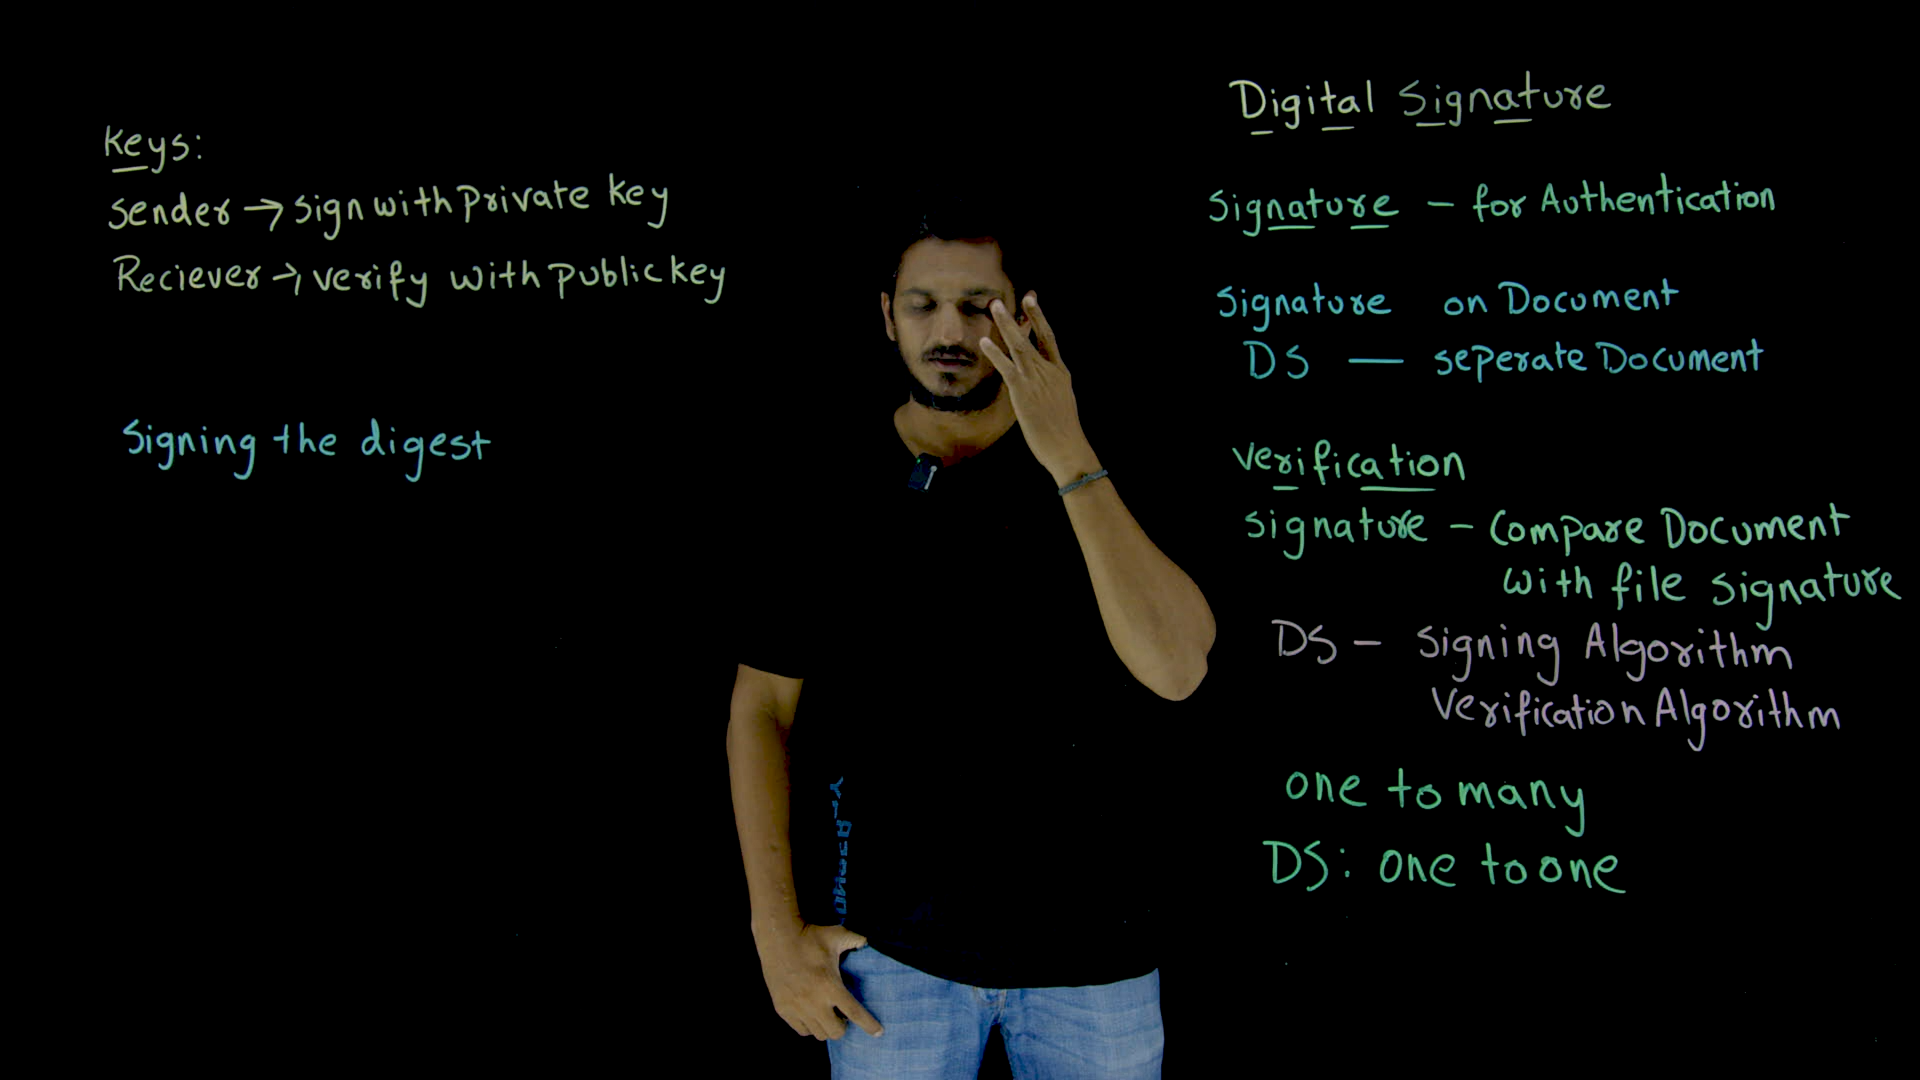 Keys:
Sender → Sign with Private Key
Reciever → Verify with Public Key
Signing the digest
Digital Signature
Signature - for Authentication
Signature on Document
DS — Seperate Document
Verification
Signature - Compare Document
with file Signature
DS - Signing Algorithm
Verification Algorithm
one to many
DS: one to one